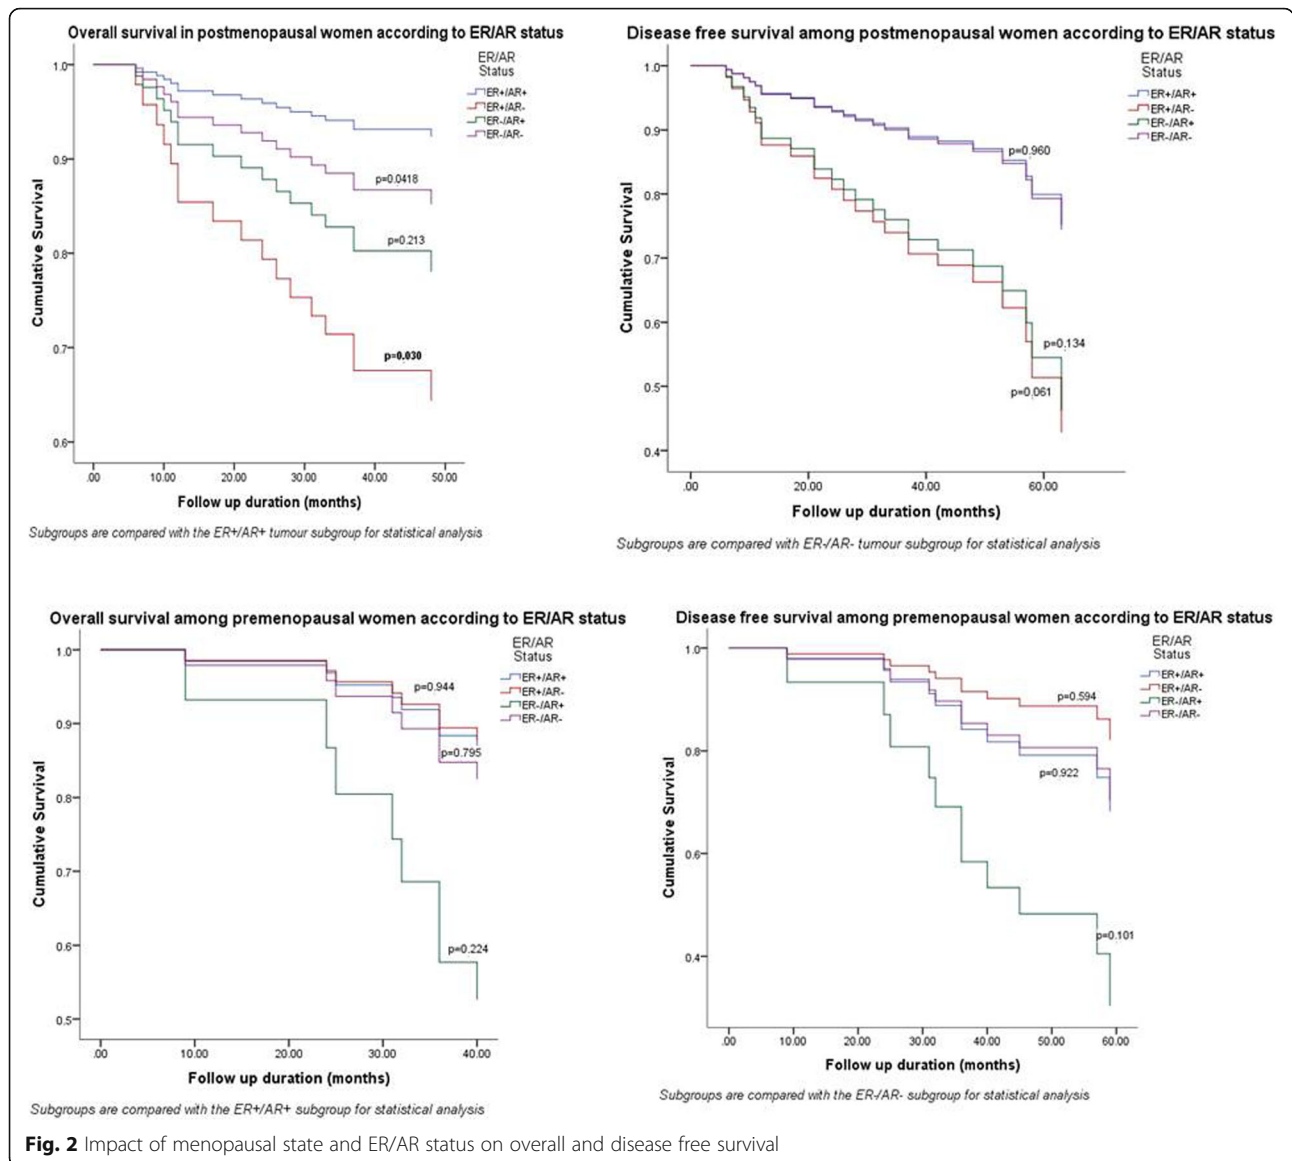 Overall survival in postmenopausal women according to ER/AR status
ER/AR
Status
ER+/AR+
ER+/AR-
ER-/AR+
ER-/AR-
1.0
0.9
0.8
0.7
0.6
Cumulative Survival
p=0.0418
p=0.213
p=0.030
.00
10.00
20.00
30.00
40.00
50.00
Follow up duration (months)
Subgroups are compared with the ER+/AR+ tumour subgroup for statistical analysis
Disease free survival among postmenopausal women according to ER/AR status
ER/AR
Status
ER+/AR+
ER+/AR-
ER-/AR+
ER-/AR-
1.0
0.9
0.8
0.7
0.6
0.5
0.4
Cumulative Survival
p=0.960
p=0.134
p=0.061
.00
20.00
40.00
60.00
Follow up duration (months)
Subgroups are compared with ER-/AR- tumour subgroup for statistical analysis
Overall survival among premenopausal women according to ER/AR status
ER/AR
Status
ER+/AR+
ER+/AR-
ER-/AR+
ER-/AR-
1.0
0.9
0.8
0.7
0.6
0.5
Cumulative Survival
p=0.944
p=0.795
p=0.224
.00
10.00
20.00
30.00
40.00
Follow up duration (months)
Subgroups are compared with the ER+/AR+ subgroup for statistical analysis
Disease free survival among premenopausal women according to ER/AR status
ER/AR
Status
ER+/AR+
ER+/AR-
ER-/AR+
ER-/AR-
1.0
0.8
0.6
0.4
Cumulative Survival
p=0.594
p=0.922
p=0.101
.00
10.00
20.00
30.00
40.00
50.00
60.00
Follow up duration (months)
Subgroups are compared with the ER-/AR- subgroup for statistical analysis
Fig. 2 Impact of menopausal state and ER/AR status on overall and disease free survival